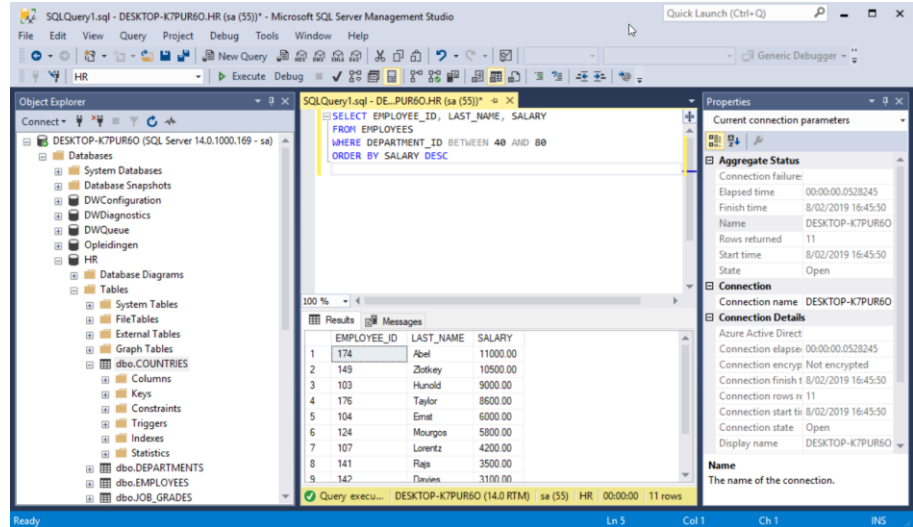 SQLQuery1.sql - DESKTOP-K7PUR6O.HR (sa (55))* - Microsoft SQL Server Management Studio
Quick Launch (Ctrl+Q)
File Edit View Query Project Debug Tools Window Help
New Query
Generic Debugger
HR
Execute Debug
Object Explorer
Connect
DESKTOP-K7PUR6O (SQL Server 14.0.1000.169 - sa)
Databases
System Databases
Database Snapshots
DWConfiguration
DWDiagnostics
DWQueue
Opleidingen
HR
Database Diagrams
Tables
System Tables
FileTables
External Tables
Graph Tables
dbo.COUNTRIES
Columns
Keys
Constraints
Triggers
Indexes
Statistics
dbo.DEPARTMENTS
dbo.EMPLOYEES
dbo.JOB_GRADES
SQLQuery1.sql - DE...PUR6O.HR (sa (55))*
SELECT EMPLOYEE_ID, LAST_NAME, SALARY
FROM EMPLOYEES
WHERE DEPARTMENT_ID BETWEEN 40 AND 80
ORDER BY SALARY DESC
100 %
Results Messages
EMPLOYEE_ID LAST_NAME SALARY
1 174 Abel 11000.00
2 149 Zlotkey 10500.00
3 103 Hunold 9000.00
4 176 Taylor 8600.00
5 104 Ernst 6000.00
6 124 Mourgos 5800.00
7 107 Lorentz 4200.00
8 141 Rajs 3500.00
9 142 Davies 3100.00
Query execu... DESKTOP-K7PUR6O (14.0 RTM) sa (55) HR 00:00:00 11 rows
Properties
Current connection parameters
Aggregate Status
Connection failure:
Elapsed time 00:00:00.0528245
Finish time 8/02/2019 16:45:50
Name DESKTOP-K7PUR6O
Rows returned 11
Start time 8/02/2019 16:45:50
State Open
Connection
Connection name DESKTOP-K7PUR6O
Connection Details
Azure Active Direct
Connection elapse 00:00:00.0528245
Connection encryp Not encrypted
Connection finish t 8/02/2019 16:45:50
Connection rows r 11
Connection start ti 8/02/2019 16:45:50
Connection state Open
Display name DESKTOP-K7PUR6O
Name
The name of the connection.
Ready Ln 5 Col 1 Ch 1 INS